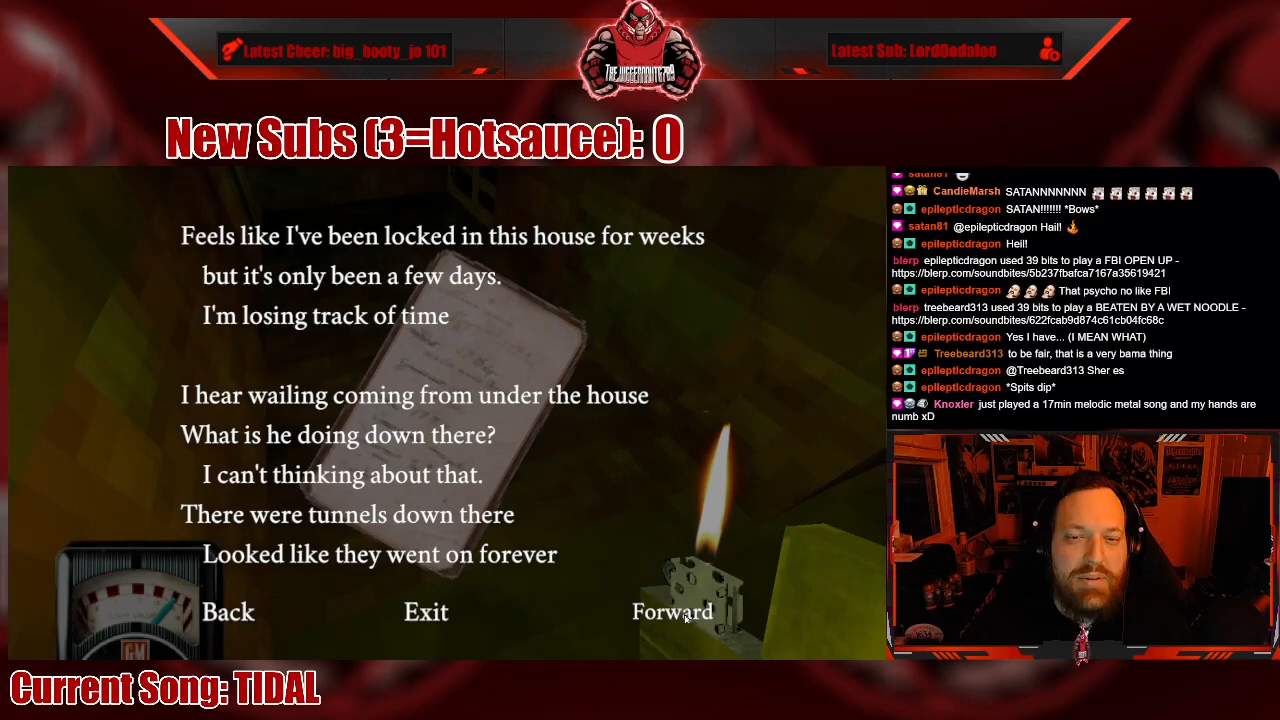 Latest Cheer: big_booty_jo 101
Latest Sub: LordOodaloo
New Subs (3=Hotsauce): 0
Feels like I've been locked in this house for weeks
but it's only been a few days.
I'm losing track of time
I hear wailing coming from under the house
What is he doing down there?
I can't thinking about that.
There were tunnels down there
Looked like they went on forever
Back
Exit
Forward
GM
satan81
CandieMarsh SATANNNNNNN
epilepticdragon SATAN!!!!!!! *Bows*
satan81 @epilepticdragon Hail!
epilepticdragon Heil!
blerp epilepticdragon used 39 bits to play a FBI OPEN UP -
https://blerp.com/soundbites/5b237fbafca7167a35619421
epilepticdragon That psycho no like FBI
blerp treebeard313 used 39 bits to play a BEATEN BY A WET NOODLE -
https://blerp.com/soundbites/622fcab9d874c61cb04fc68c
epilepticdragon Yes I have... (I MEAN WHAT)
Treebeard313 to be fair, that is a very bama thing
epilepticdragon @Treebeard313 Sher es
epilepticdragon *Spits dip*
Knoxler just played a 17min melodic metal song and my hands are
numb xD
Current Song: TIDAL